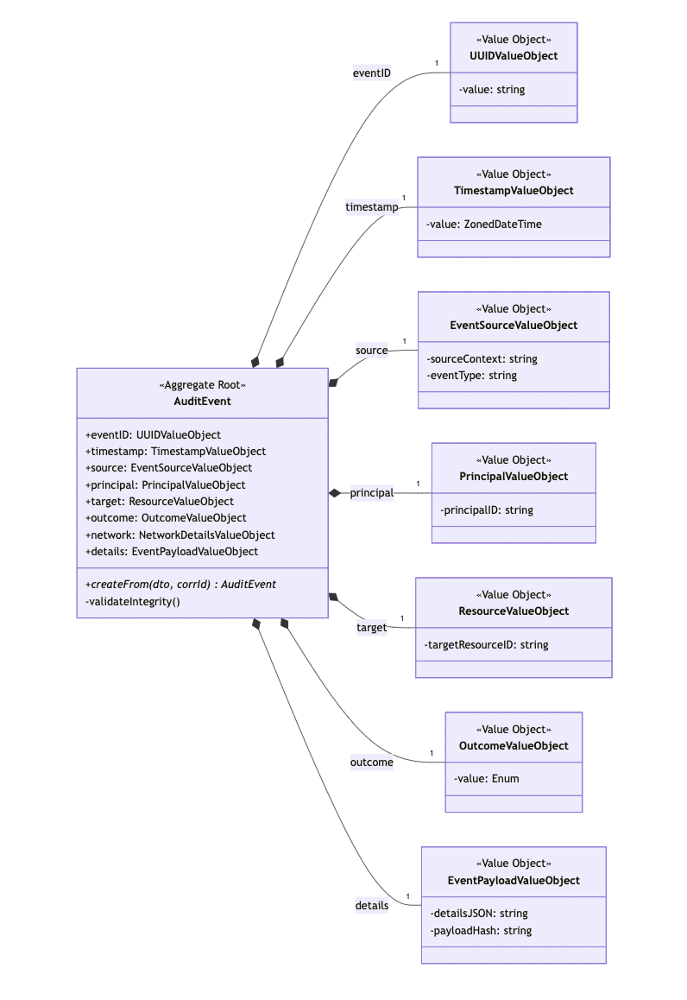 «Value Object»
UUIDValueObject
-value: string
eventID
1
«Value Object»
TimestampValueObject
-value: ZonedDateTime
timestamp
1
«Value Object»
EventSourceValueObject
-sourceContext: string
-eventType: string
source
1
«Aggregate Root»
AuditEvent
+eventID: UUIDValueObject
+timestamp: TimestampValueObject
+source: EventSourceValueObject
+principal: PrincipalValueObject
+target: ResourceValueObject
+outcome: OutcomeValueObject
+network: NetworkDetailsValueObject
+details: EventPayloadValueObject
+createFrom(dto, corrId) : AuditEvent
-validateIntegrity()
«Value Object»
PrincipalValueObject
-principalID: string
principal
1
«Value Object»
ResourceValueObject
-targetResourceID: string
target
1
«Value Object»
OutcomeValueObject
-value: Enum
outcome
1
«Value Object»
EventPayloadValueObject
-detailsJSON: string
-payloadHash: string
details
1